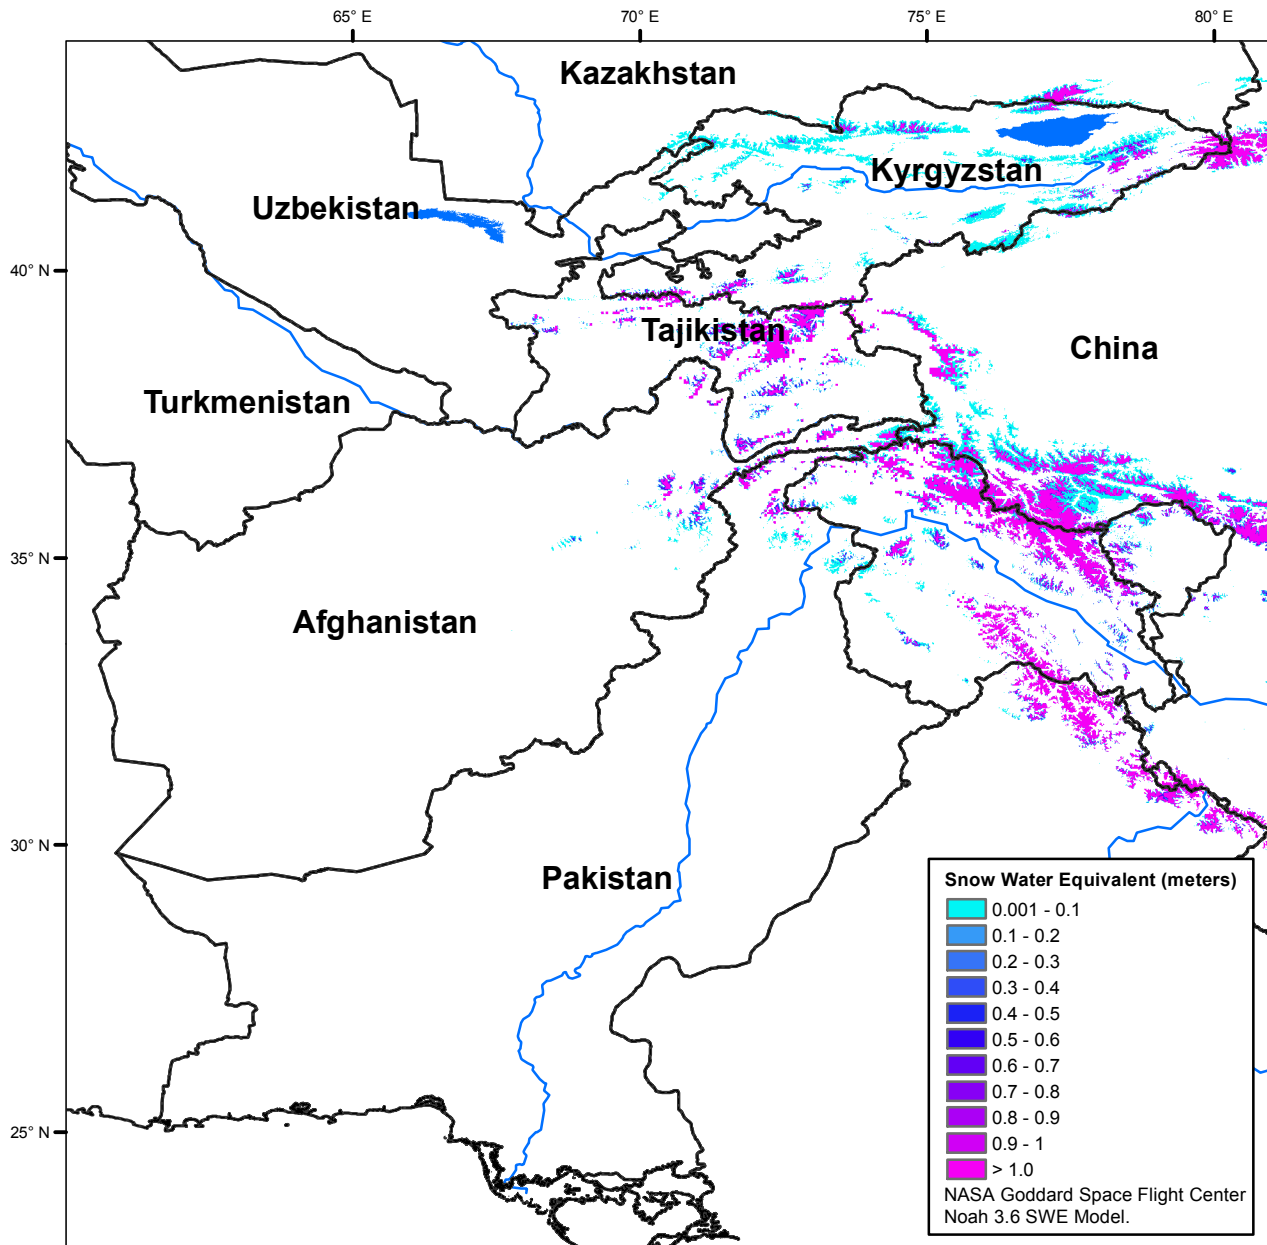 65° E
70° E
75° E
80° E
Kazakhstan
Kyrgyzstan
Uzbekistan
40° N
Tajikistan
China
Turkmenistan
35° N
Afghanistan
30° N
Pakistan
25° N
Snow Water Equivalent (meters)
0.001 - 0.1
0.1 - 0.2
0.2 - 0.3
0.3 - 0.4
0.4 - 0.5
0.5 - 0.6
0.6 - 0.7
0.7 - 0.8
0.8 - 0.9
0.9 - 1
> 1.0
NASA Goddard Space Flight Center
Noah 3.6 SWE Model.